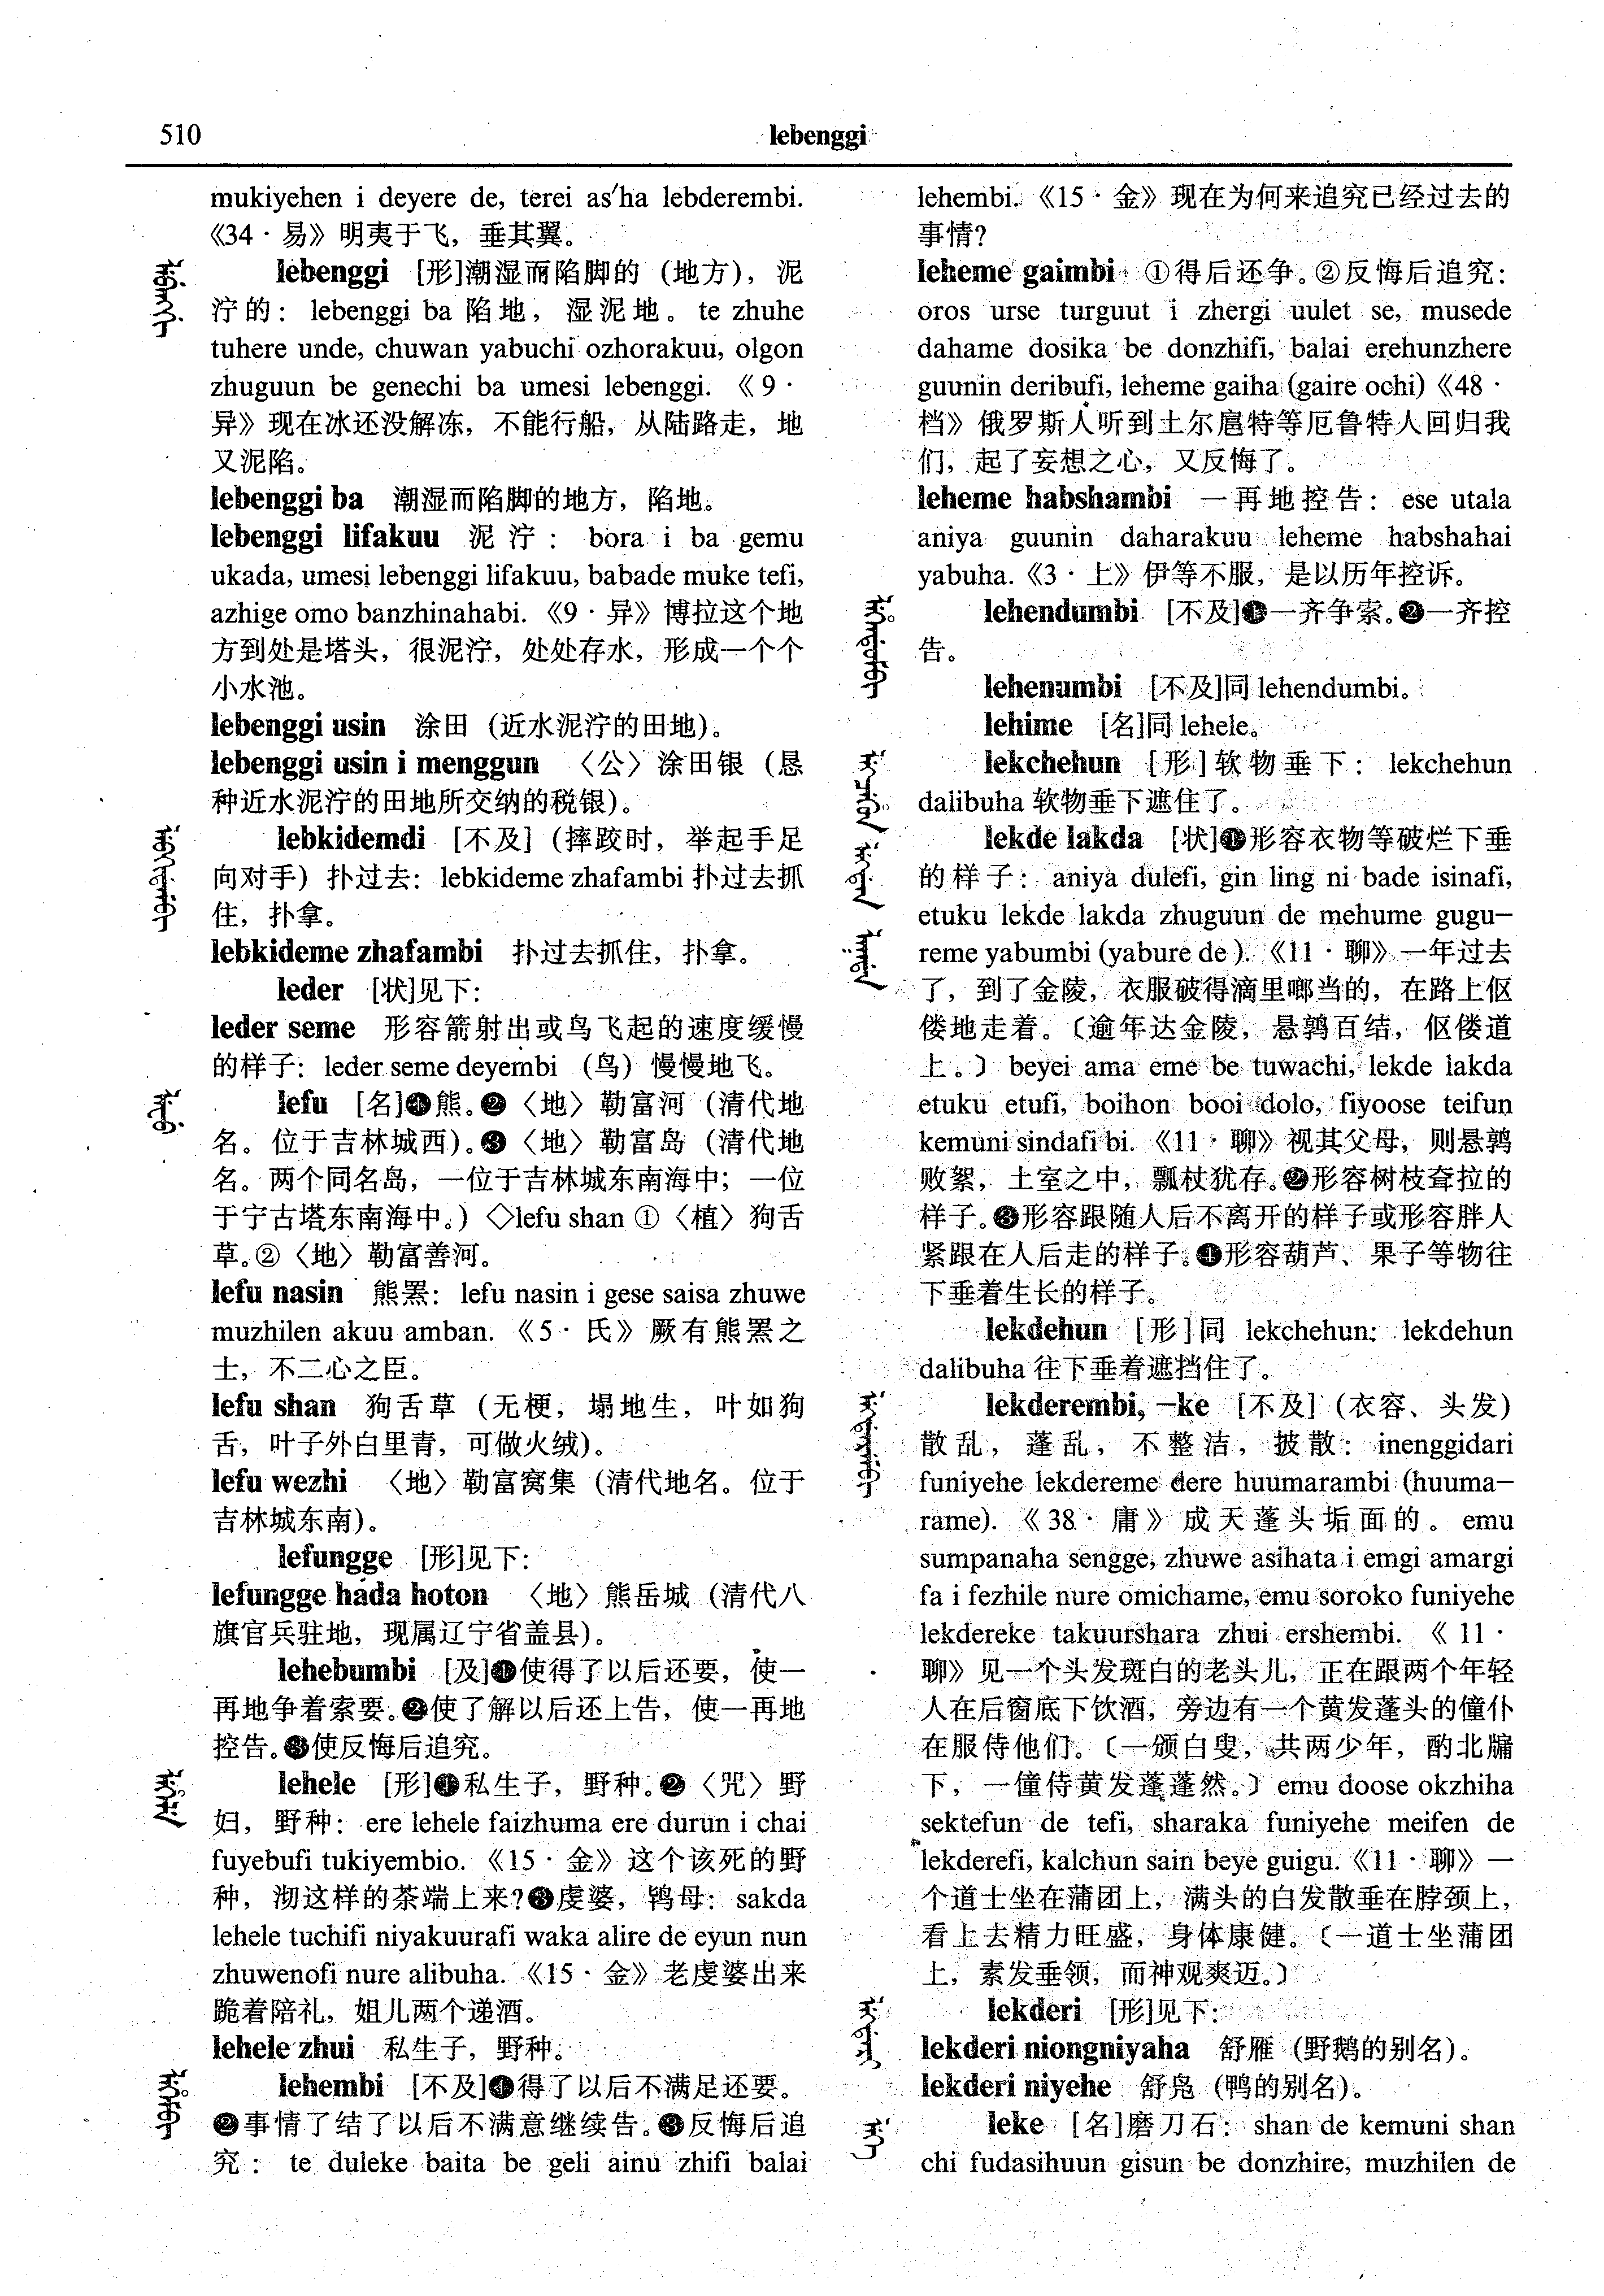 510
lebenggi
mukiyehen i deyere de, terei as'ha lebderembi.
《34·易》明夷于飞，垂其翼。
lebenggi [形]潮湿而陷脚的（地方），泥
泞的：lebenggi ba 陷地，湿泥地。te zhuhe
tuhere unde, chuwan yabuchi ozhorakuu, olgon
zhuguun be genechi ba umesi lebenggi. 《9·
异》现在冰还没解冻，不能行船，从陆路走，地
又泥陷。
lebenggi ba 潮湿而陷脚的地方，陷地。
lebenggi lifakuu 泥泞：bora i ba gemu
ukada, umesi lebenggi lifakuu, babade muke tefi,
azhige omo banzhinahabi.《9·异》博拉这个地
方到处是塔头，很泥泞，处处存水，形成一个个
小水池。
lebenggi usin 涂田（近水泥泞的田地）。
lebenggi usin i menggun 〈公〉涂田银（恳
种近水泥泞的田地所交纳的税银）。
lebkidemdi [不及]（摔跤时，举起手足
向对手）扑过去：lebkideme zhafambi 扑过去抓
住，扑拿。
lebkideme zhafambi 扑过去抓住，扑拿。
leder [状]见下：
leder seme 形容箭射出或鸟飞起的速度缓慢
的样子：leder seme deyembi （鸟）慢慢地飞。
lefu [名]❶熊。❷〈地〉勒富河（清代地
名。位于吉林城西）。❸〈地〉勒富岛（清代地
名。两个同名岛，一位于吉林城东南海中；一位
于宁古塔东南海中。）◇lefu shan ①〈植〉狗舌
草。②〈地〉勒富善河。
lefu nasin 熊罴：lefu nasin i gese saisa zhuwe
muzhilen akuu amban. 《5·氏》厥有熊罴之
士，不二心之臣。
lefu shan 狗舌草（无梗，塌地生，叶如狗
舌，叶子外白里青，可做火绒）。
lefu wezhi 〈地〉勒富窝集（清代地名。位于
吉林城东南）。
lefungge [形]见下：
lefungge hada hoton 〈地〉熊岳城（清代八
旗官兵驻地，现属辽宁省盖县）。
lehebumbi [及]❶使得了以后还要，使一
再地争着索要。❷使了解以后还上告，使一再地
控告。❸使反悔后追究。
lehele [形]❶私生子，野种。❷〈咒〉野
妇，野种：ere lehele faizhuma ere durun i chai
fuyebufi tukiyembio. 《15·金》这个该死的野
种，沏这样的茶端上来？❸虔婆，鸨母：sakda
lehele tuchifi niyakuurafi waka alire de eyun nun
zhuwenofi nure alibuha. 《15·金》老虔婆出来
跪着陪礼，姐儿两个递酒。
lehele zhui 私生子，野种。
lehembi [不及]❶得了以后不满足还要。
❷事情了结了以后不满意继续告。❸反悔后追
究：te duleke baita be geli ainu zhifi balai
lehembi.《15·金》现在为何来追究已经过去的
事情？
leheme gaimbi ①得后还争。②反悔后追究：
oros urse turguut i zhergi uulet se, musede
dahame dosika be donzhifi, balai erehunzhere
guunin deribufi, leheme gaiha (gaire ochi)《48·
档》俄罗斯人听到土尔扈特等厄鲁特人回归我
们，起了妄想之心，又反悔了。
leheme habshambi 一再地控告：ese utala
aniya guunin daharakuu leheme habshahai
yabuha.《3·上》伊等不服，是以历年控诉。
lehendumbi [不及]❶一齐争索。❷一齐控
告。
lehenumbi [不及]同 lehendumbi。
lehime [名]同 lehele。
lekchehun [形]软物垂下：lekchehun
dalibuha 软物垂下遮住了。
lekde lakda [状]❶形容衣物等破烂下垂
的样子：aniya dulefi, gin ling ni bade isinafi,
etuku lekde lakda zhuguun de mehume gugu—
reme yabumbi (yabure de ).《11·聊》一年过去
了，到了金陵，衣服破得滴里啷当的，在路上伛
偻地走着。〔逾年达金陵，悬鹑百结，伛偻道
上。〕beyei ama eme be tuwachi, lekde lakda
etuku etufi, boihon booi dolo, fiyoose teifun
kemuni sindafi bi.《11·聊》视其父母，则悬鹑
败絮，土室之中，瓢杖犹存。❷形容树枝耷拉的
样子。❸形容跟随人后不离开的样子或形容胖人
紧跟在人后走的样子。❹形容葫芦、果子等物往
下垂着生长的样子。
lekdehun [形]同 lekchehun: lekdehun
dalibuha 往下垂着遮挡住了。
lekderembi, —ke [不及]（衣容、头发）
散乱，蓬乱，不整洁，披散：inenggidari
funiyehe lekdereme dere huumarambi (huuma—
rame). 《38·庸》成天蓬头垢面的。emu
sumpanaha sengge, zhuwe asihata i emgi amargi
fa i fezhile nure omichame, emu soroko funiyehe
lekdereke takuurshara zhui ershembi. 《11·
聊》见一个头发斑白的老头儿，正在跟两个年轻
人在后窗底下饮酒，旁边有一个黄发蓬头的僮仆
在服侍他们。〔一颁白叟，共两少年，酌北牖
下，一僮侍黄发蓬蓬然。〕emu doose okzhiha
sektefun de tefi, sharaka funiyehe meifen de
lekderefi, kalchun sain beye guigu.《11·聊》一
个道士坐在蒲团上，满头的白发散垂在脖颈上，
看上去精力旺盛，身体康健。〔一道士坐蒲团
上，素发垂领，而神观爽迈。〕
lekderi [形]见下：
lekderi niongniyaha 舒雁（野鹅的别名）。
lekderi niyehe 舒凫（鸭的别名）。
leke [名]磨刀石：shan de kemuni shan
chi fudasihuun gisun be donzhire, muzhilen de